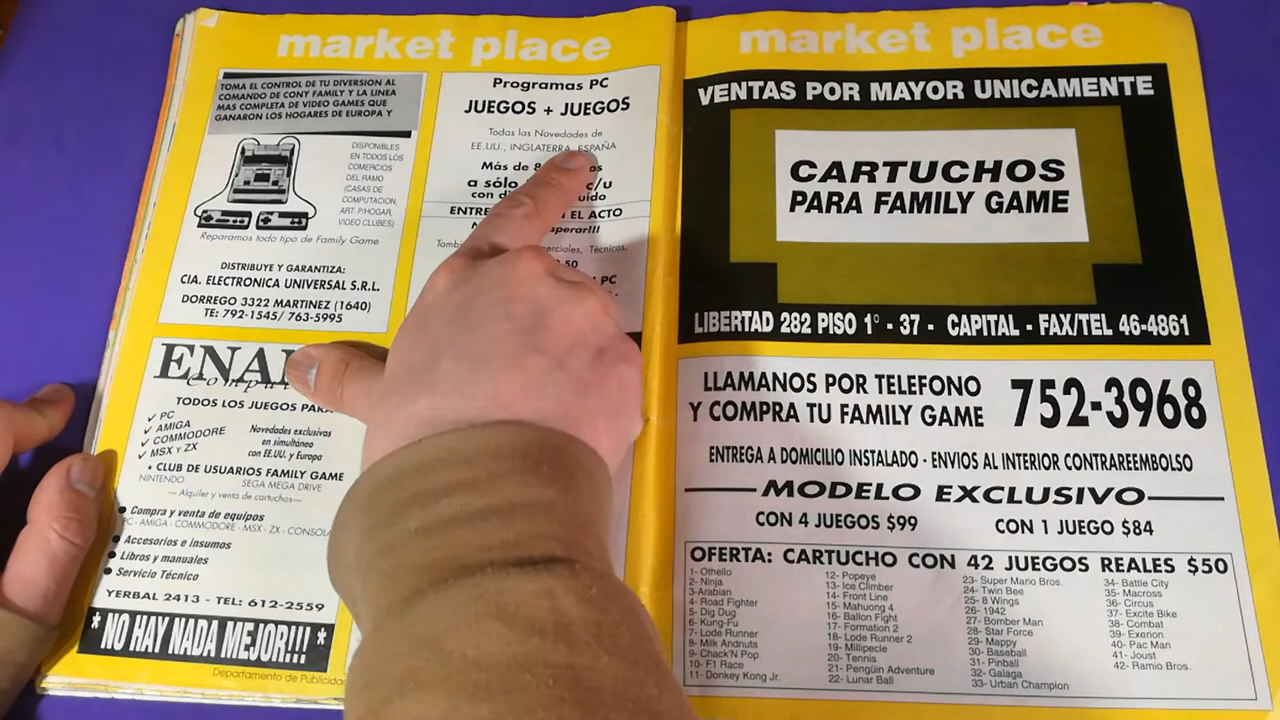 market place
TOMA EL CONTROL DE TU DIVERSION AL
COMANDO DE CONY FAMILY Y LA LINEA
MAS COMPLETA DE VIDEO GAMES QUE
GANARON LOS HOGARES DE EUROPA Y
DISPONIBLES
EN TODOS LOS
COMERCIOS
DEL RAMO
(CASAS DE
COMPUTACION,
ART. P/HOGAR,
VIDEO CLUBES)
Reparamos todo tipo de Family Game
DISTRIBUYE Y GARANTIZA:
CIA. ELECTRONICA UNIVERSAL S.R.L.
DORREGO 3322 MARTINEZ (1640)
TE: 792-1545/ 763-5995
Programas PC
JUEGOS + JUEGOS
Todas las Novedades de
EE.UU., INGLATERRA, ESPAÑA
Más de
a sólo c/u
con
EL ACTO
Técnicos,
PC
TODOS LOS JUEGOS
✓ PC
✓ AMIGA
✓ COMMODORE
✓ MSX Y ZX
Novedades exclusivas
en simultáneo
con EE.UU. y Europa
+ CLUB DE USUARIOS FAMILY GAME
NINTENDO SEGA MEGA DRIVE
— Alquiler y venta de cartuchos —
• Compra y venta de equipos
PC - AMIGA - COMMODORE - MSX - ZX -
• Accesorios e insumos
• Libros y manuales
• Servicio Técnico
YERBAL 2413 - TEL: 612-2559
* NO HAY NADA MEJOR!!! *
Departamento de
market place
VENTAS POR MAYOR UNICAMENTE
CARTUCHOS
PARA FAMILY GAME
LIBERTAD 282 PISO 1° - 37 - CAPITAL - FAX/TEL 46-4861
LLAMANOS POR TELEFONO
Y COMPRA TU FAMILY GAME
752-3968
ENTREGA A DOMICILIO INSTALADO - ENVIOS AL INTERIOR CONTRAREEMBOLSO
MODELO EXCLUSIVO
CON 4 JUEGOS $99 CON 1 JUEGO $84
OFERTA: CARTUCHO CON 42 JUEGOS REALES $50
1- Othello
2- Ninja
3-Arabian
4- Road Fighter
5- Dig Dug
6- Kung-Fu
7- Lode Runner
8- Milk Andnuts
9- Chack'N Pop
10- F1 Race
11- Donkey Kong Jr.
12- Popeye
13- Ice Climber
14- Front Line
15- Mahuong 4
16- Ballon Fight
17- Formation 2
18- Lode Runner 2
19- Millipecle
20- Tennis
21- Pengüin Adventure
22- Lunar Ball
23- Super Mario Bros.
24- Twin Bee
25- B Wings
26- 1942
27- Bomber Man
28- Star Force
29- Mappy
30- Baseball
31- Pinball
32- Galaga
33- Urban Champion
34- Battle City
35- Macross
36- Circus
37- Excite Bike
38- Combat
39- Exerion
40- Pac Man
41- Joust
42- Ramio Bros.